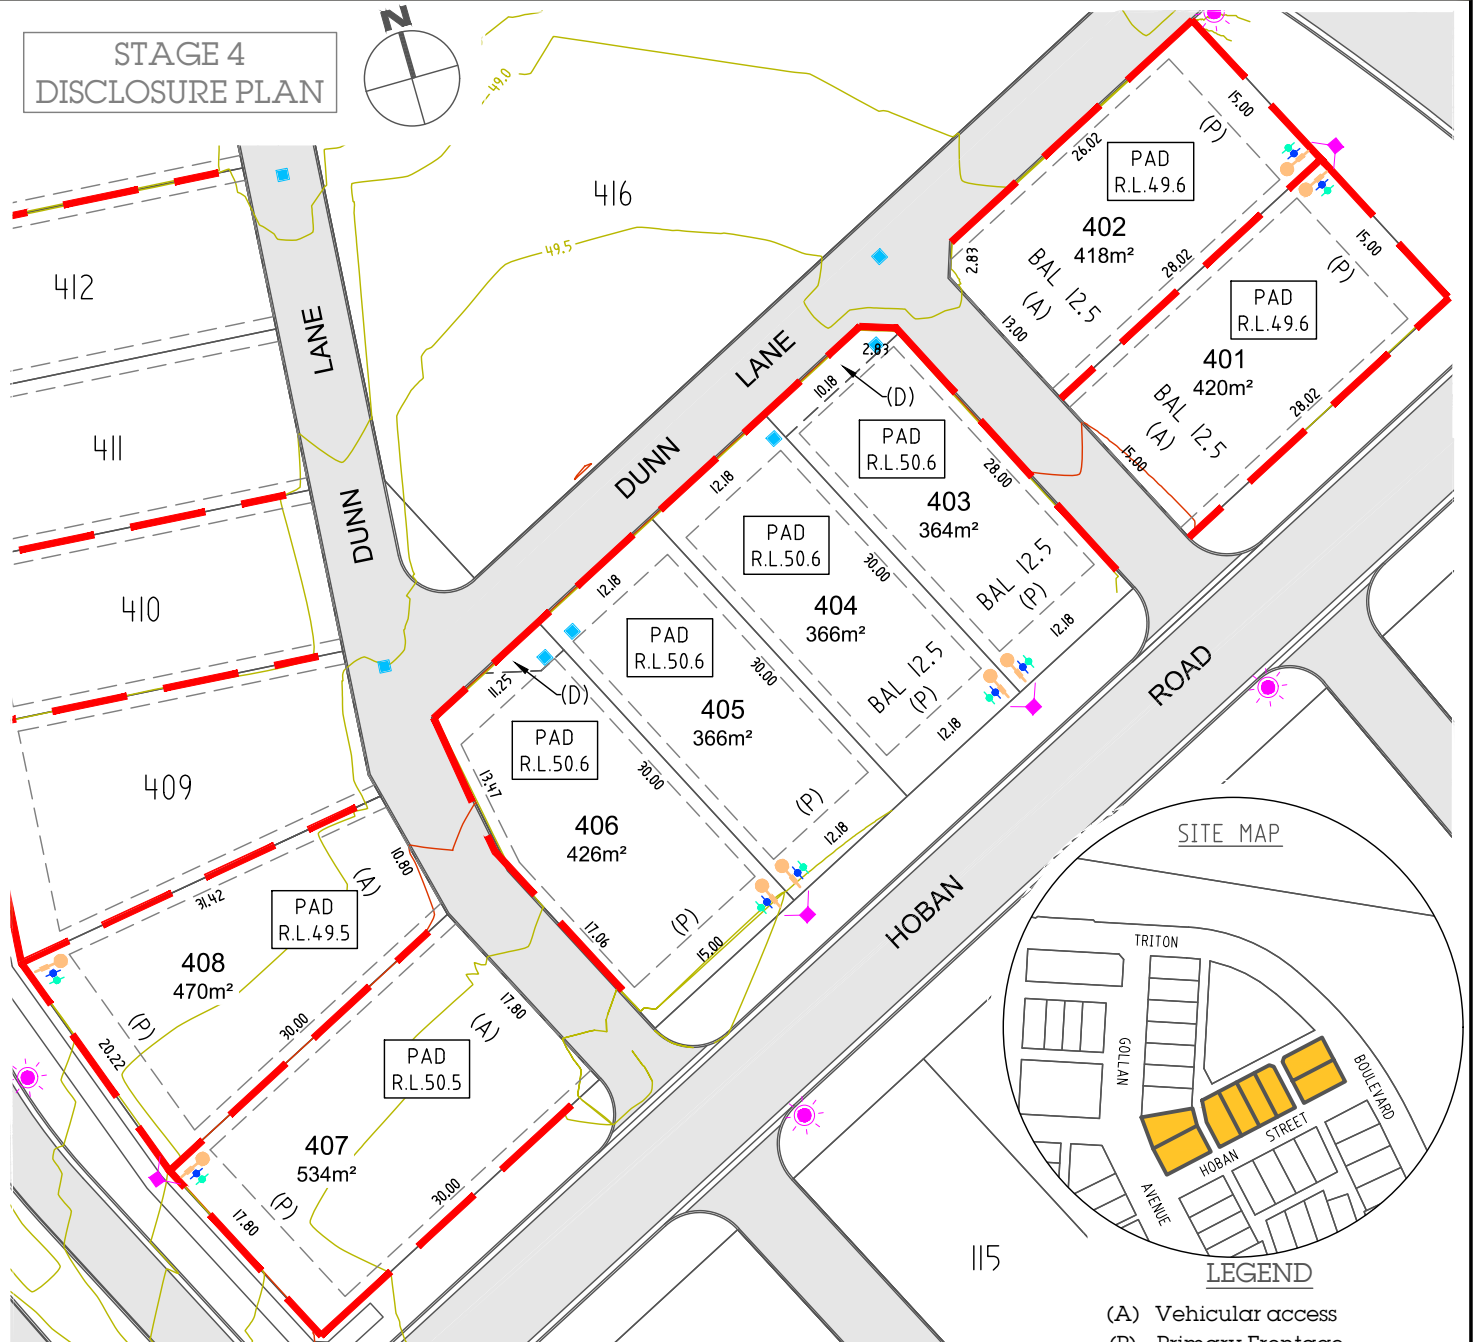 STAGE 4
DISCLOSURE PLAN
N
49.0
416
49.5
412
LANE
411
DUNN
410
409
DUNN
LANE
26.02
15.00
(P)
PAD
R.L.49.6
402
418m²
BAL 12.5
(A)
28.02
2.83
13.00
15.00
(P)
PAD
R.L.49.6
401
420m²
BAL 12.5
(A)
28.02
15.00
2.83
10.18
(D)
PAD
R.L.50.6
403
364m²
28.00
BAL 12.5
(P)
12.18
12.18
PAD
R.L.50.6
404
366m²
30.00
BAL 12.5
(P)
12.18
12.18
PAD
R.L.50.6
405
366m²
30.00
(P)
12.18
11.25
(D)
PAD
R.L.50.6
406
426m²
30.00
13.47
17.06
(P)
15.00
HOBAN
ROAD
10.80
(A)
31.42
PAD
R.L.49.5
408
470m²
(P)
20.22
30.00
17.80
(A)
PAD
R.L.50.5
407
534m²
(P)
17.80
30.00
115
SITE MAP
TRITON
GOLLAN
BOULEVARD
STREET
HOBAN
AVENUE
LEGEND
(A) Vehicular access
(P) Primary Frontage